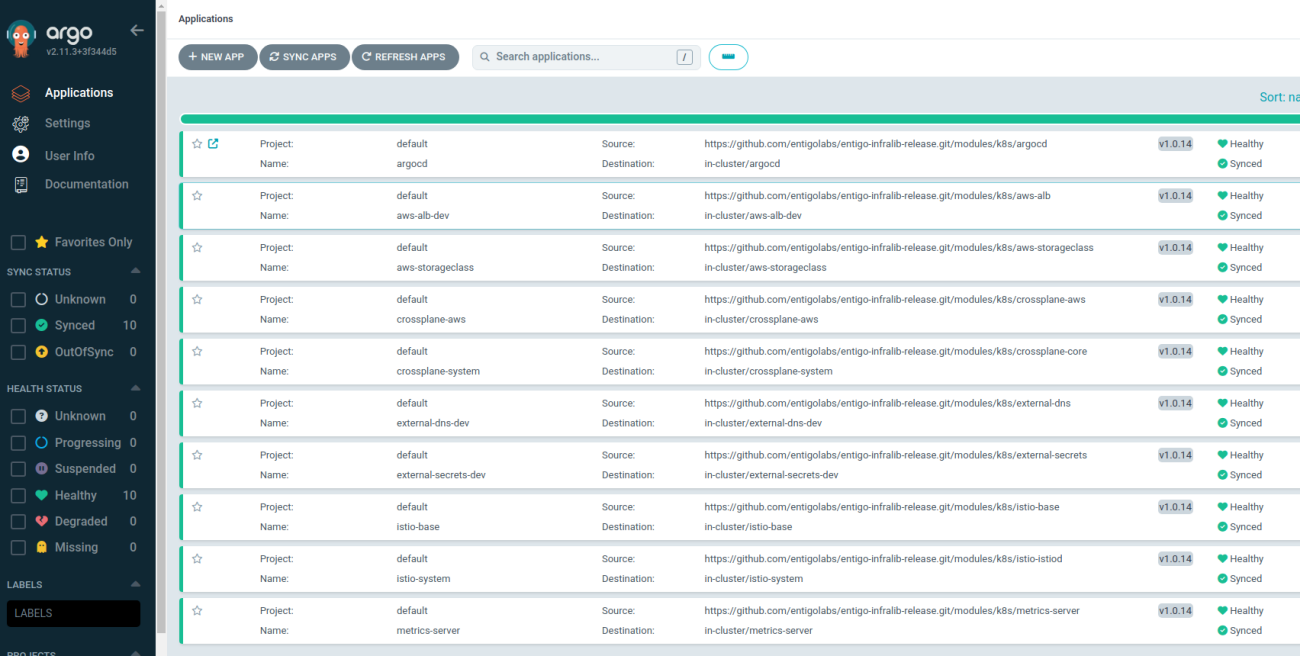 argo
v2.11.3+3f344d5
Applications
Settings
User Info
Documentation
Favorites Only
SYNC STATUS
Unknown 0
Synced 10
OutOfSync 0
HEALTH STATUS
Unknown 0
Progressing 0
Suspended 0
Healthy 10
Degraded 0
Missing 0
LABELS
LABELS
PROJECTS
Applications
+ NEW APP SYNC APPS REFRESH APPS Search applications... /
Sort: na
Project: default Source: https://github.com/entigolabs/entigo-infralib-release.git/modules/k8s/argocd v1.0.14 Healthy
Name: argocd Destination: in-cluster/argocd Synced
Project: default Source: https://github.com/entigolabs/entigo-infralib-release.git/modules/k8s/aws-alb v1.0.14 Healthy
Name: aws-alb-dev Destination: in-cluster/aws-alb-dev Synced
Project: default Source: https://github.com/entigolabs/entigo-infralib-release.git/modules/k8s/aws-storageclass v1.0.14 Healthy
Name: aws-storageclass Destination: in-cluster/aws-storageclass Synced
Project: default Source: https://github.com/entigolabs/entigo-infralib-release.git/modules/k8s/crossplane-aws v1.0.14 Healthy
Name: crossplane-aws Destination: in-cluster/crossplane-aws Synced
Project: default Source: https://github.com/entigolabs/entigo-infralib-release.git/modules/k8s/crossplane-core v1.0.14 Healthy
Name: crossplane-system Destination: in-cluster/crossplane-system Synced
Project: default Source: https://github.com/entigolabs/entigo-infralib-release.git/modules/k8s/external-dns v1.0.14 Healthy
Name: external-dns-dev Destination: in-cluster/external-dns-dev Synced
Project: default Source: https://github.com/entigolabs/entigo-infralib-release.git/modules/k8s/external-secrets v1.0.14 Healthy
Name: external-secrets-dev Destination: in-cluster/external-secrets-dev Synced
Project: default Source: https://github.com/entigolabs/entigo-infralib-release.git/modules/k8s/istio-base v1.0.14 Healthy
Name: istio-base Destination: in-cluster/istio-base Synced
Project: default Source: https://github.com/entigolabs/entigo-infralib-release.git/modules/k8s/istio-istiod v1.0.14 Healthy
Name: istio-system Destination: in-cluster/istio-system Synced
Project: default Source: https://github.com/entigolabs/entigo-infralib-release.git/modules/k8s/metrics-server v1.0.14 Healthy
Name: metrics-server Destination: in-cluster/metrics-server Synced